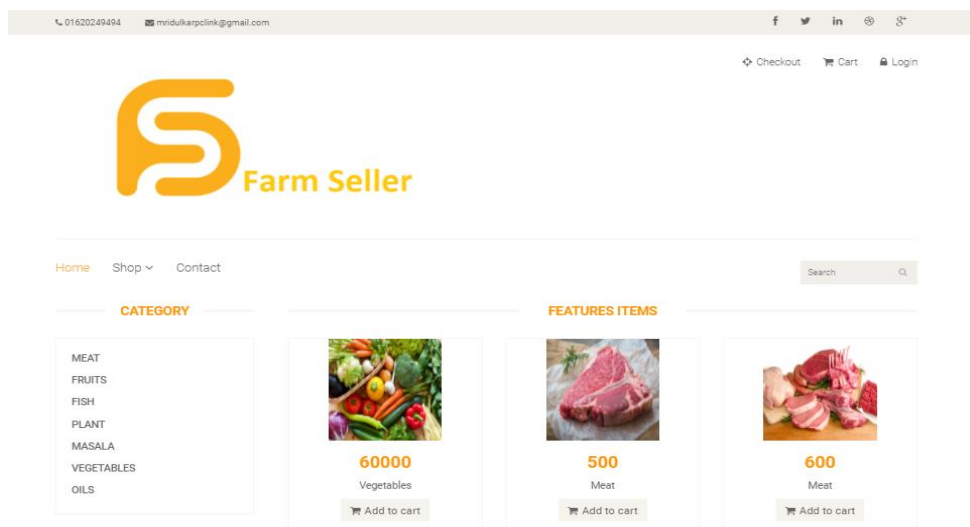 01620249494 mridulkarpclink@gmail.com
Checkout Cart Login
FS
Farm Seller
Home Shop Contact
Search
CATEGORY
MEAT
FRUITS
FISH
PLANT
MASALA
VEGETABLES
OILS
FEATURES ITEMS
60000
Vegetables
Add to cart
500
Meat
Add to cart
600
Meat
Add to cart